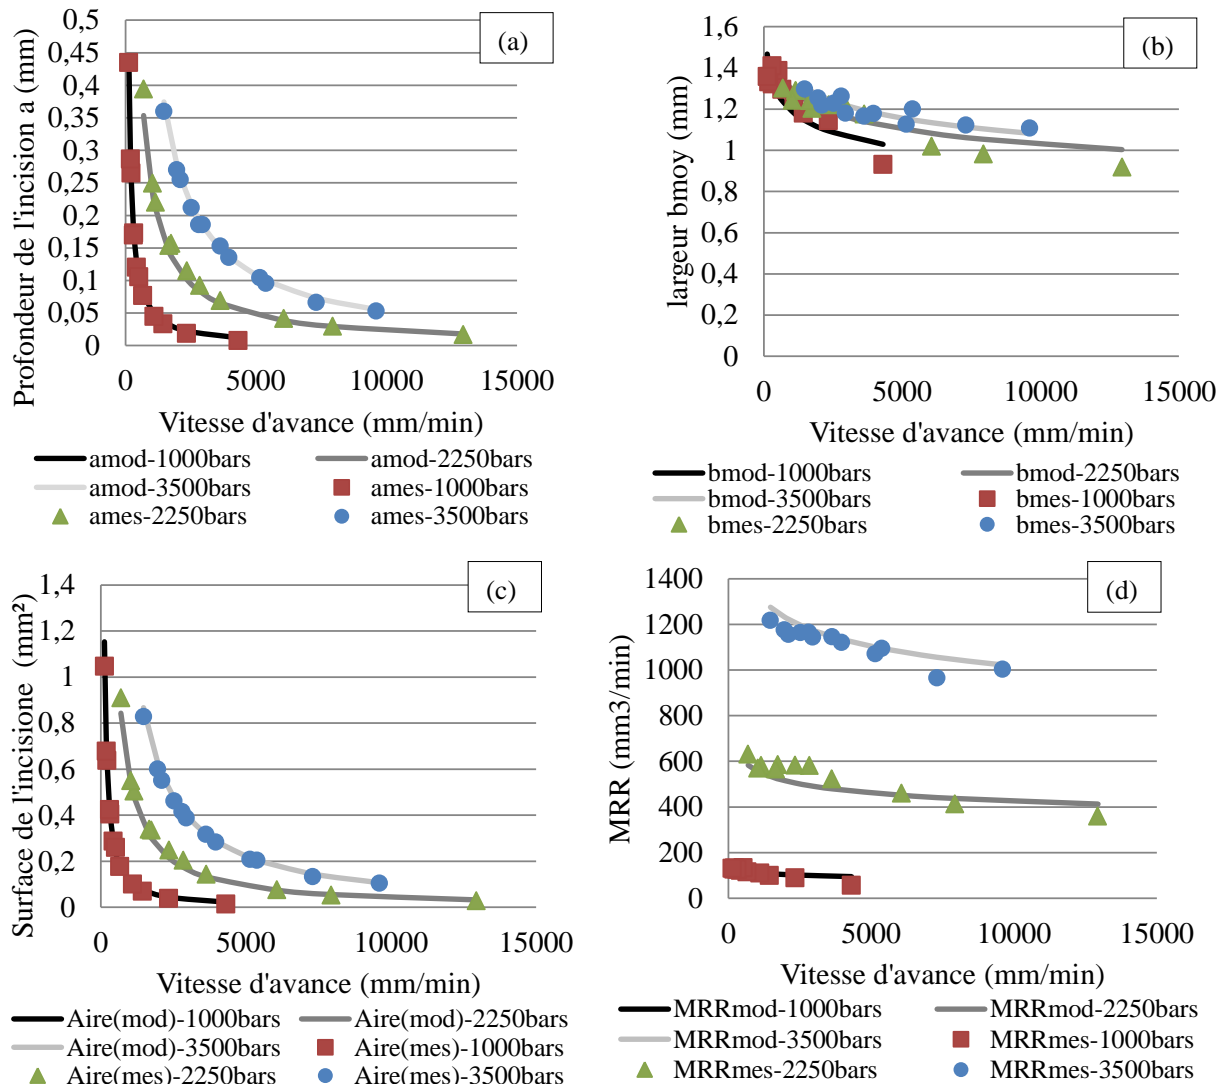 (a)
Profondeur de l'incision a (mm)
0,5
0,45
0,4
0,35
0,3
0,25
0,2
0,15
0,1
0,05
0
0 5000 10000 15000
Vitesse d'avance (mm/min)
amod-1000bars amod-2250bars
amod-3500bars ames-1000bars
ames-2250bars ames-3500bars
(b)
largeur bmoy (mm)
1,6
1,4
1,2
1
0,8
0,6
0,4
0,2
0
0 5000 10000 15000
Vitesse d'avance (mm/min)
bmod-1000bars bmod-2250bars
bmod-3500bars bmes-1000bars
bmes-2250bars bmes-3500bars
(c)
Surface de l'incisione (mm²)
1,4
1,2
1
0,8
0,6
0,4
0,2
0
0 5000 10000 15000
Vitesse d'avance (mm/min)
Aire(mod)-1000bars Aire(mod)-2250bars
Aire(mod)-3500bars Aire(mes)-1000bars
Aire(mes)-2250bars Aire(mes)-3500bars
(d)
MRR (mm3/min)
1400
1200
1000
800
600
400
200
0
0 5000 10000 15000
Vitesse d'avance (mm/min)
MRRmod-1000bars MRRmod-2250bars
MRRmod-3500bars MRRmes-1000bars
MRRmes-2250bars MRRmes-3500bars